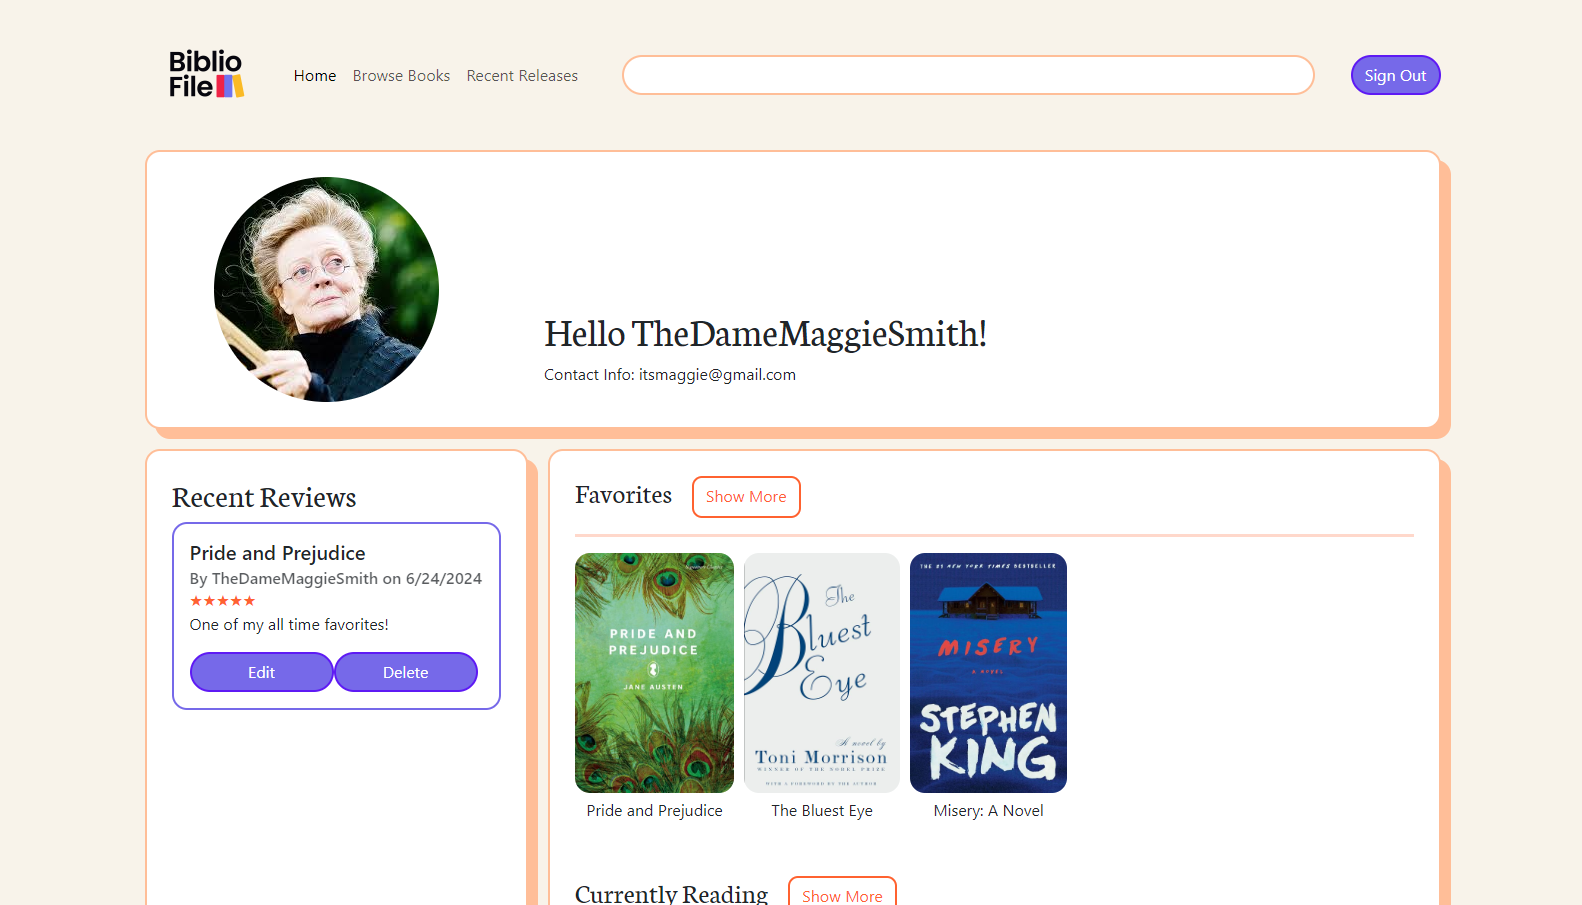 Biblio
File
Home
Browse Books
Recent Releases
Sign Out
Hello TheDameMaggieSmith!
Contact Info: itsmaggie@gmail.com
Recent Reviews
Pride and Prejudice
By TheDameMaggieSmith on 6/24/2024
★★★★★
One of my all time favorites!
Edit
Delete
Favorites
Show More
PRIDE AND
PREJUDICE
JANE AUSTEN
The
Bluest
Eye
A novel by
Toni Morrison
WINNER OF THE NOBEL PRIZE
WITH A FOREWORD BY THE AUTHOR
THE #1 NEW YORK TIMES BESTSELLER
MISERY
A NOVEL
STEPHEN
KING
Pride and Prejudice
The Bluest Eye
Misery: A Novel
Currently Reading
Show More